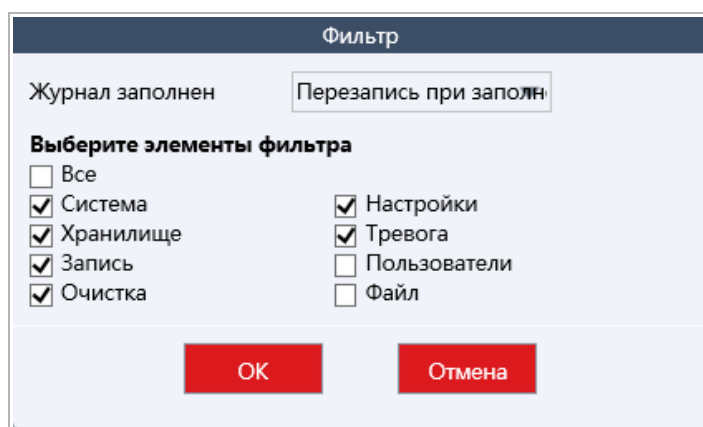 Фильтр
Журнал заполнен Перезапись при заполн
Выберите элементы фильтра
Все
Система Настройки
Хранилище Тревога
Запись Пользователи
Очистка Файл
OK Отмена